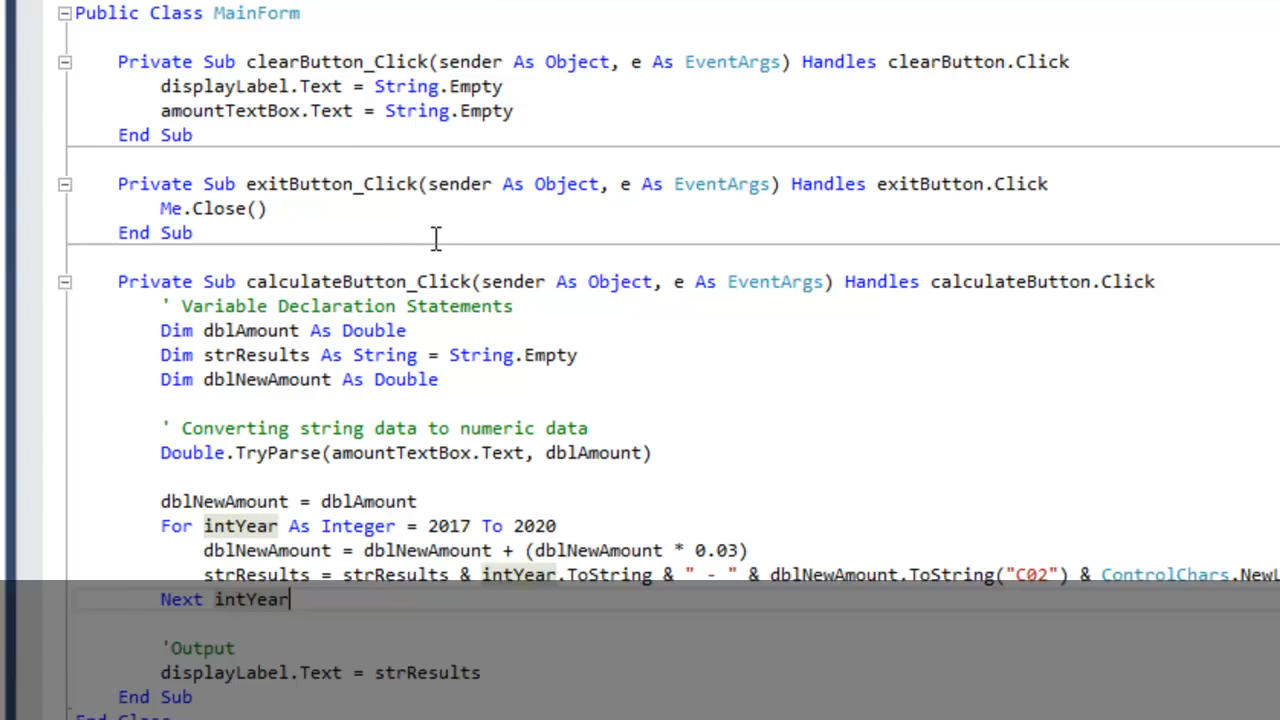 Public Class MainForm
Private Sub clearButton_Click(sender As Object, e As EventArgs) Handles clearButton.Click
displayLabel.Text = String.Empty
amountTextBox.Text = String.Empty
End Sub
Private Sub exitButton_Click(sender As Object, e As EventArgs) Handles exitButton.Click
Me.Close()
End Sub
Private Sub calculateButton_Click(sender As Object, e As EventArgs) Handles calculateButton.Click
' Variable Declaration Statements
Dim dblAmount As Double
Dim strResults As String = String.Empty
Dim dblNewAmount As Double
' Converting string data to numeric data
Double.TryParse(amountTextBox.Text, dblAmount)
dblNewAmount = dblAmount
For intYear As Integer = 2017 To 2020
dblNewAmount = dblNewAmount + (dblNewAmount * 0.03)
strResults = strResults & intYear.ToString & " - " & dblNewAmount.ToString("C02") & ControlChars.NewL
Next intYear
'Output
displayLabel.Text = strResults
End Sub
End Class